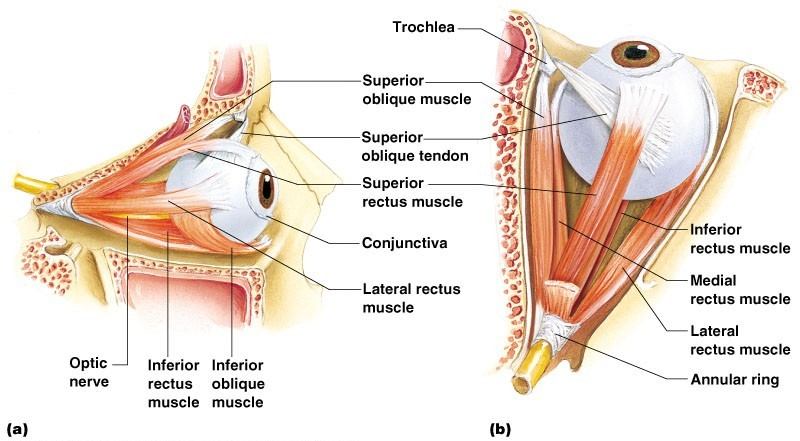 Trochlea
Superior
oblique muscle
Superior
oblique tendon
Superior
rectus muscle
Conjunctiva
Lateral rectus
muscle
Optic
nerve
Inferior
rectus
muscle
Inferior
oblique
muscle
(a)
Inferior
rectus muscle
Medial
rectus muscle
Lateral
rectus muscle
Annular ring
(b)